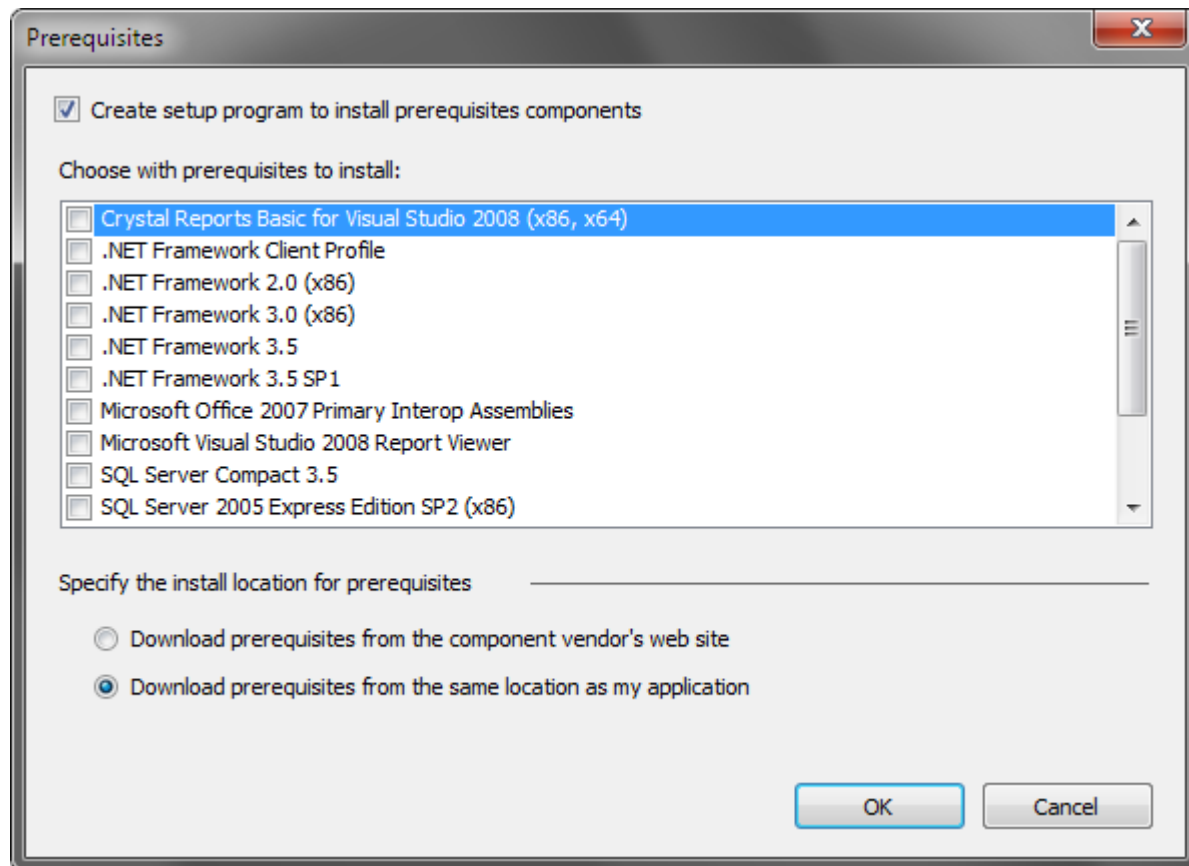 Prerequisites
Create setup program to install prerequisites components
Choose with prerequisites to install:
Crystal Reports Basic for Visual Studio 2008 (x86, x64)
.NET Framework Client Profile
.NET Framework 2.0 (x86)
.NET Framework 3.0 (x86)
.NET Framework 3.5
.NET Framework 3.5 SP1
Microsoft Office 2007 Primary Interop Assemblies
Microsoft Visual Studio 2008 Report Viewer
SQL Server Compact 3.5
SQL Server 2005 Express Edition SP2 (x86)
Specify the install location for prerequisites
Download prerequisites from the component vendor's web site
Download prerequisites from the same location as my application
OK Cancel